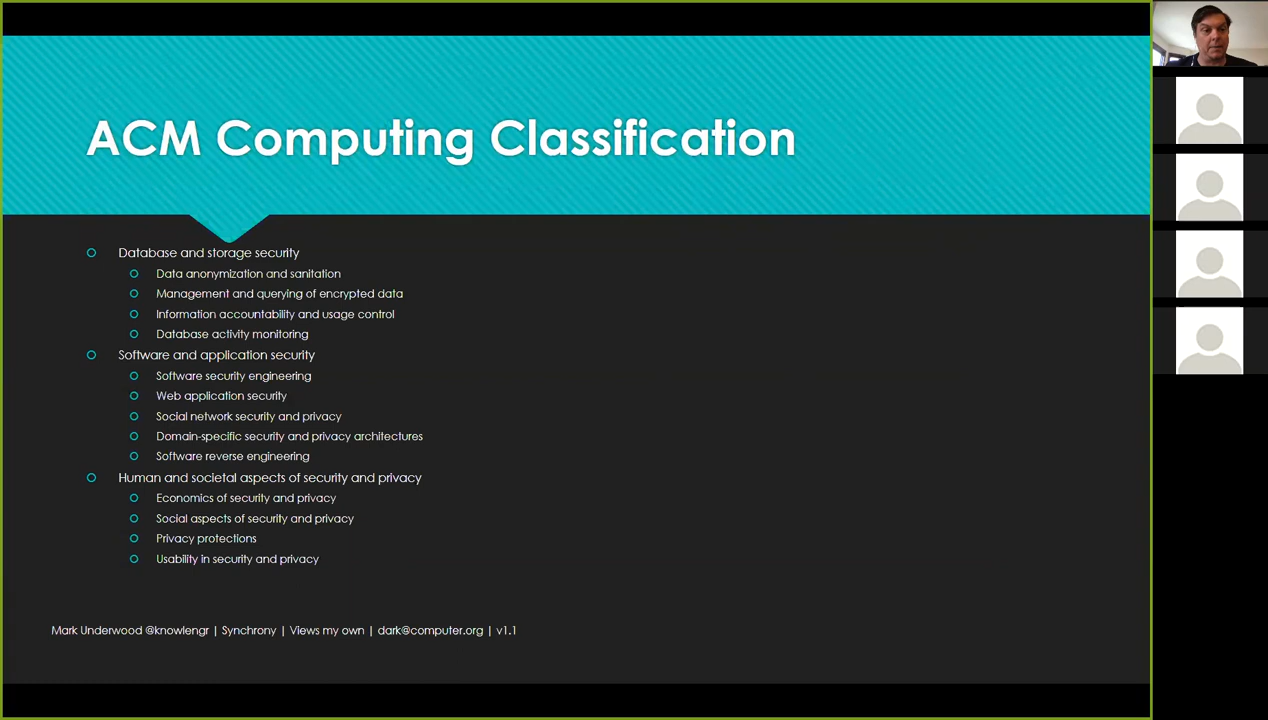 ACM Computing Classification
Database and storage security
Data anonymization and sanitation
Management and querying of encrypted data
Information accountability and usage control
Database activity monitoring
Software and application security
Software security engineering
Web application security
Social network security and privacy
Domain-specific security and privacy architectures
Software reverse engineering
Human and societal aspects of security and privacy
Economics of security and privacy
Social aspects of security and privacy
Privacy protections
Usability in security and privacy
Mark Underwood @knowlengr | Synchrony | Views my own | dark@computer.org | v1.1